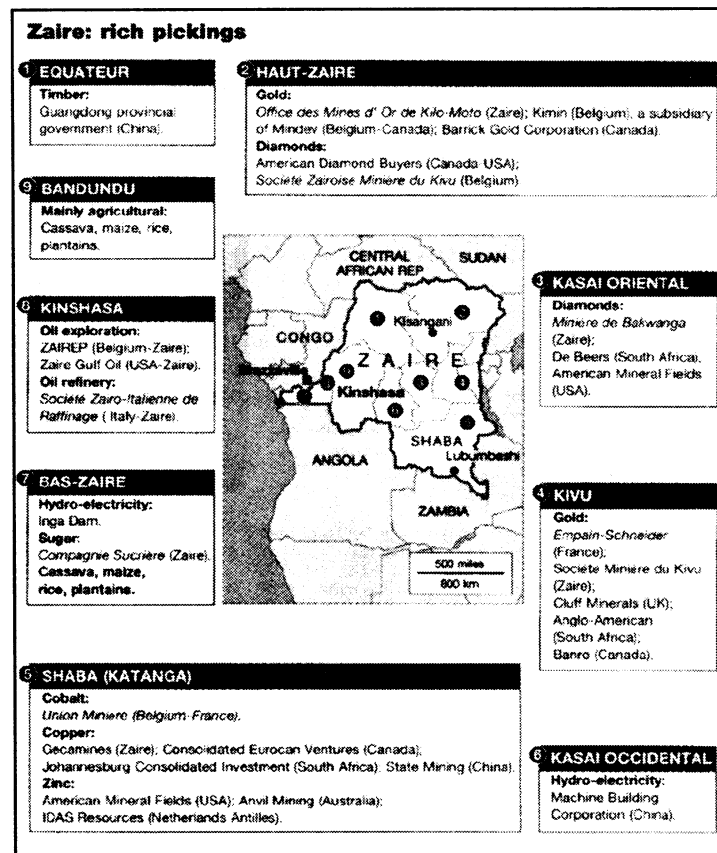 Zaire: rich pickings
1 EQUATEUR
Timber:
Guangdong provincial
government (China).
2 HAUT-ZAIRE
Gold:
Office des Mines d' Or de Kilo-Moto (Zaire); Kimin (Belgium), a subsidiary
of Mindev (Belgium-Canada); Barrick Gold Corporation (Canada).
Diamonds:
American Diamond Buyers (Canada-USA);
Societé Zairoise Miniere du Kivu (Belgium)
9 BANDUNDU
Mainly agricultural:
Cassava, maize, rice,
plantains.
8 KINSHASA
Oil exploration:
ZAIREP (Belgium-Zaire);
Zaire Gulf Oil (USA-Zaire).
Oil refinery:
Société Zairo-Italienne de
Raffinage ( Italy-Zaire).
7 BAS-ZAIRE
Hydro-electricity:
Inga Dam.
Sugar:
Compagnie Sucrière (Zaire).
Cassava, maize,
rice, plantains.
CENTRAL
AFRICAN REP
SUDAN
CONGO
Kisangani
ZAIRE
Kinshasa
SHABA
Lubumbashi
ANGOLA
ZAMBIA
500 miles
800 km
3 KASAI ORIENTAL
Diamonds:
Miniere de Bakwanga
(Zaire);
De Beers (South Africa),
American Mineral Fields
(USA).
4 KIVU
Gold:
Empain-Schneider
(France);
Societé Miniere du Kivu
(Zaire);
Cluff Minerals (UK);
Anglo-American
(South Africa);
Banro (Canada).
5 SHABA (KATANGA)
Cobalt:
Union Miniere (Belgium-France).
Copper:
Gecamines (Zaire); Consolidated Eurocan Ventures (Canada);
Johannesburg Consolidated Investment (South Africa); State Mining (China).
Zinc:
American Mineral Fields (USA); Anvil Mining (Australia);
IDAS Resources (Netherlands Antilles).
6 KASAI OCCIDENTAL
Hydro-electricity:
Machine Building
Corporation (China).